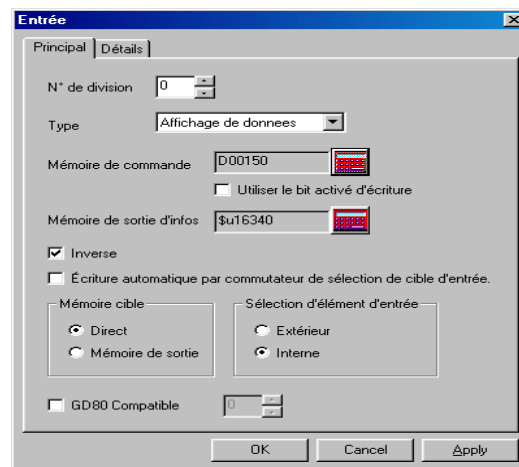 Entrée
Principal Détails
N° de division 0
Type Affichage de donnees
Mémoire de commande D00150
Utiliser le bit activé d'écriture
Mémoire de sortie d'infos $u16340
Inverse
Écriture automatique par commutateur de sélection de cible d'entrée.
Mémoire cible
Direct
Mémoire de sortie
Sélection d'élément d'entrée
Extérieur
Interne
GD80 Compatible 0
OK Cancel Apply